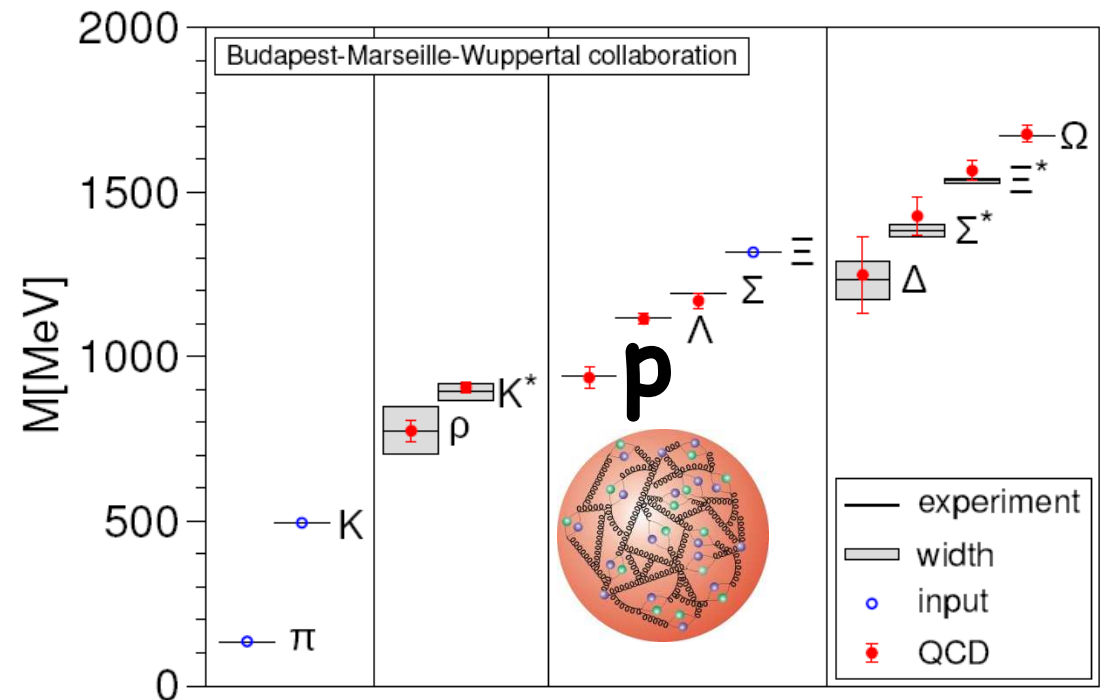 2000
Budapest-Marseille-Wuppertal collaboration
1500
1000
500
0
M[MeV]
π
K
ρ
K*
p
Λ
Σ
Ξ
Δ
Σ*
Ξ*
Ω
experiment
width
input
QCD